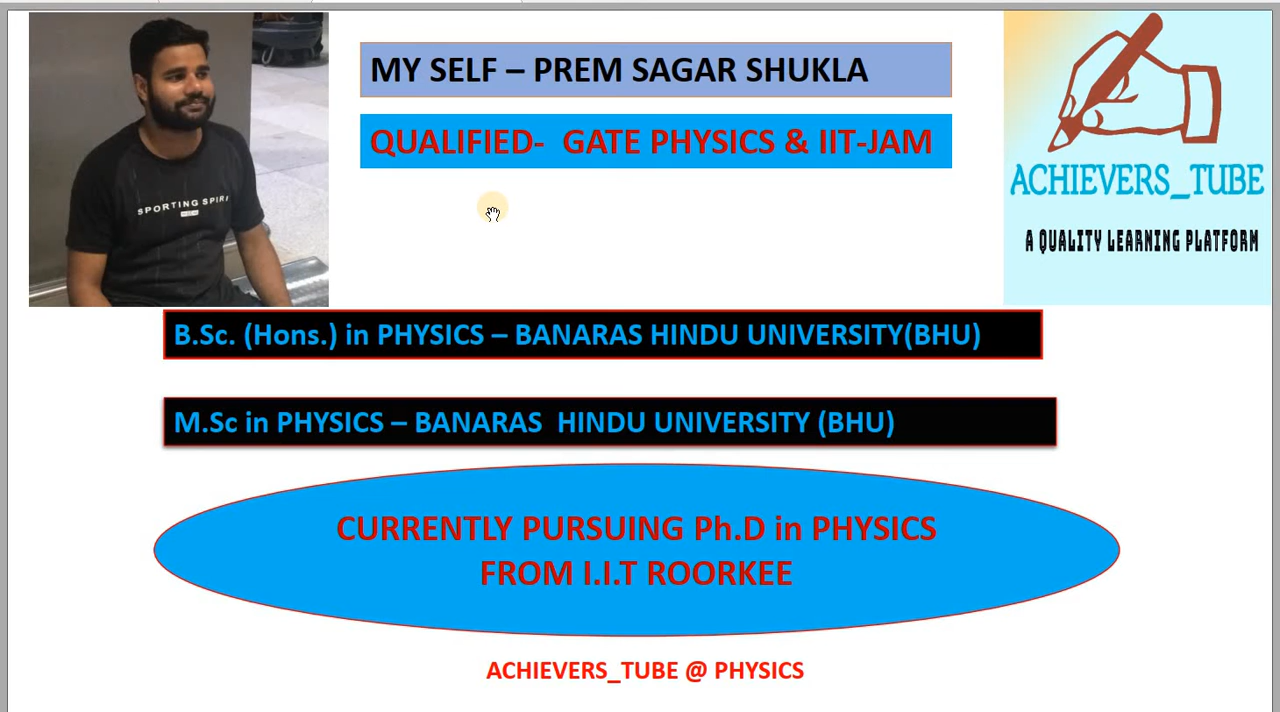 MY SELF – PREM SAGAR SHUKLA
QUALIFIED- GATE PHYSICS & IIT-JAM
SPORTING SPIRI
ACHIEVERS_TUBE
A QUALITY LEARNING PLATFORM
B.Sc. (Hons.) in PHYSICS – BANARAS HINDU UNIVERSITY(BHU)
M.Sc in PHYSICS – BANARAS HINDU UNIVERSITY (BHU)
CURRENTLY PURSUING Ph.D in PHYSICS
FROM I.I.T ROORKEE
ACHIEVERS_TUBE @ PHYSICS